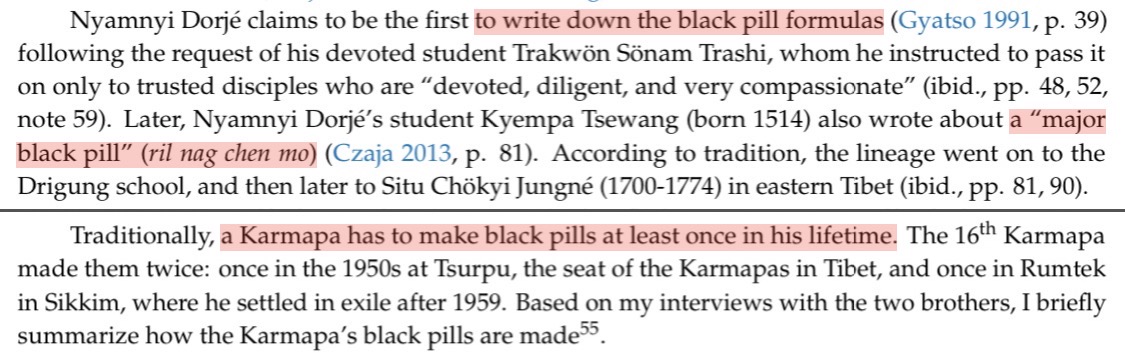 Nyamnyi Dorjé claims to be the first to write down the black pill formulas (Gyatso 1991, p. 39)
following the request of his devoted student Trakwön Sönam Trashi, whom he instructed to pass it
on only to trusted disciples who are “devoted, diligent, and very compassionate” (ibid., pp. 48, 52,
note 59). Later, Nyamnyi Dorjé’s student Kyempa Tsewang (born 1514) also wrote about a “major
black pill” (ril nag chen mo) (Czaja 2013, p. 81). According to tradition, the lineage went on to the
Drigung school, and then later to Situ Chökyi Jungné (1700-1774) in eastern Tibet (ibid., pp. 81, 90).
Traditionally, a Karmapa has to make black pills at least once in his lifetime. The 16th Karmapa
made them twice: once in the 1950s at Tsurpu, the seat of the Karmapas in Tibet, and once in Rumtek
in Sikkim, where he settled in exile after 1959. Based on my interviews with the two brothers, I briefly
summarize how the Karmapa’s black pills are made55.